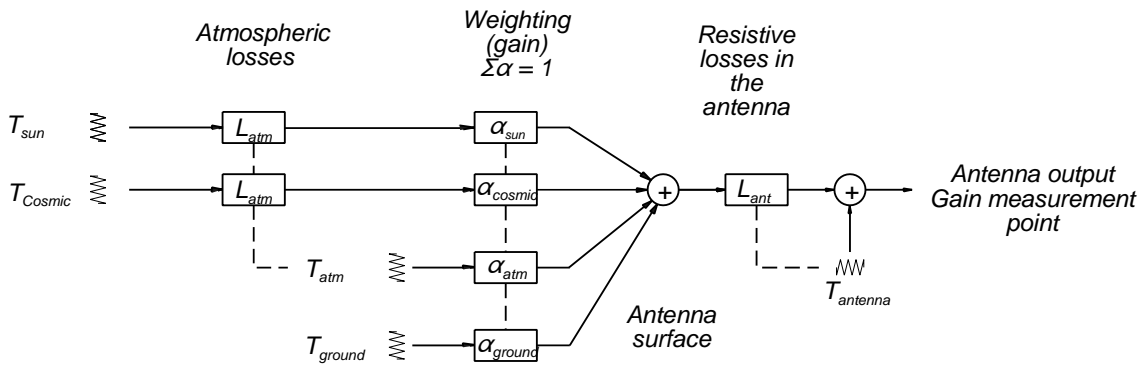 Atmospheric
losses
Weighting
(gain)
Σα = 1
Resistive
losses in
the
antenna
T_sun
L_atm
α_sun
T_Cosmic
L_atm
α_cosmic
+
L_ant
+
Antenna output
Gain measurement
point
T_atm
α_atm
T_antenna
T_ground
α_ground
Antenna
surface